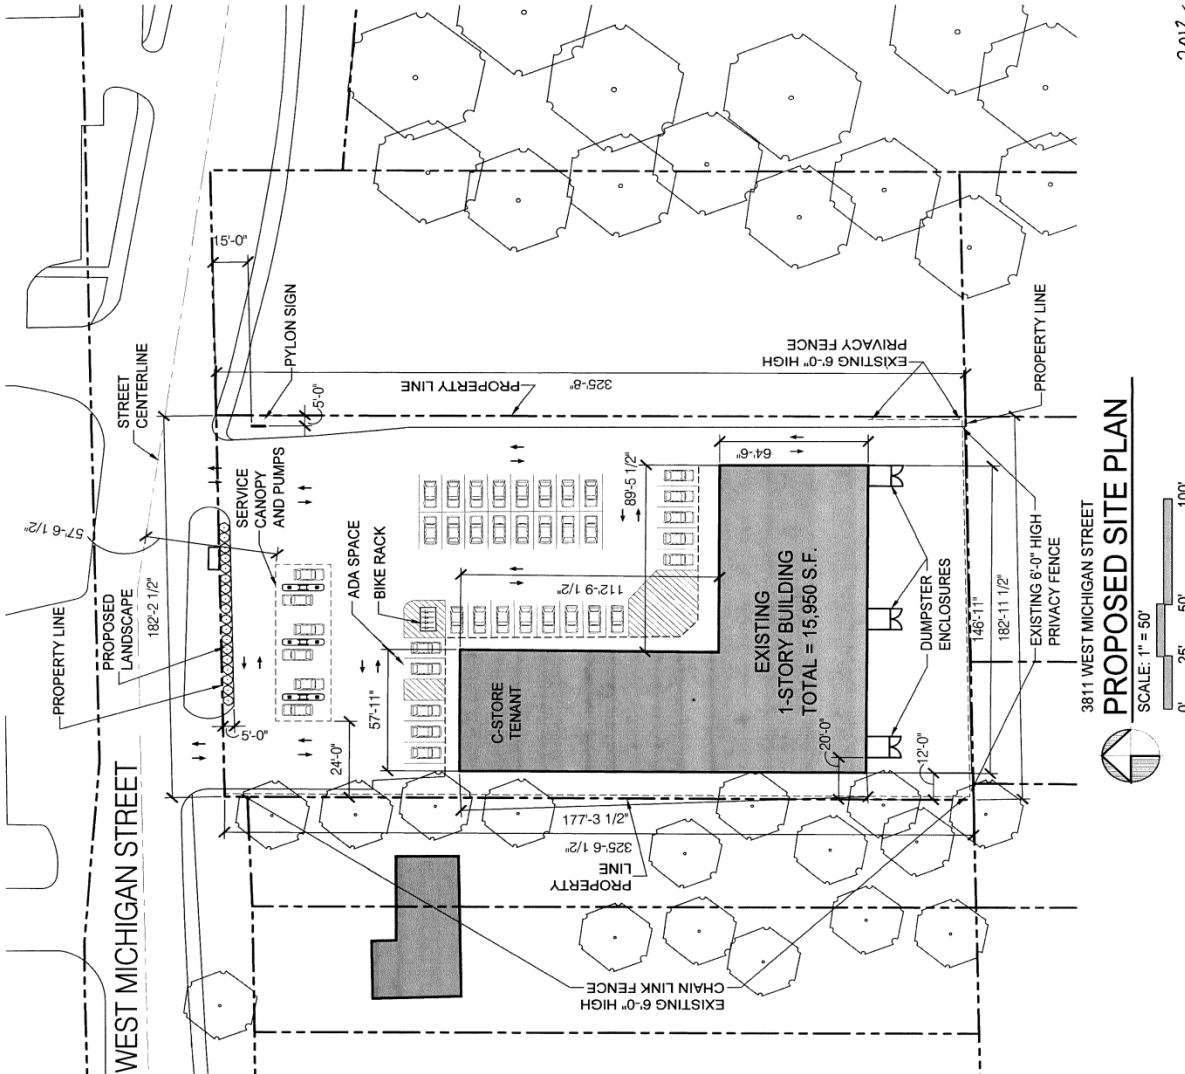 15'-0"
PYLON SIGN
5'-0"
STREET
CENTERLINE
PROPERTY LINE
325'-8"
EXISTING 6'-0" HIGH
PRIVACY FENCE
PROPERTY LINE
SERVICE
CANOPY
AND PUMPS
57'-6 1/2"
ADA SPACE
BIKE RACK
89'-5 1/2"
64'-6"
112'-9 1/2"
PROPERTY LINE
PROPOSED
LANDSCAPE
182'-2 1/2"
57'-11"
C-STORE
TENANT
EXISTING
1-STORY BUILDING
TOTAL = 15,950 S.F.
DUMPSTER
ENCLOSURES
146'-11"
182'-11 1/2"
EXISTING 6'-0" HIGH
PRIVACY FENCE
5'-0"
24'-0"
20'-0"
12'-0"
177'-3 1/2"
325'-6 1/2"
PROPERTY
LINE
EXISTING 6'-0" HIGH
CHAIN LINK FENCE
WEST MICHIGAN STREET
3811 WEST MICHIGAN STREET
PROPOSED SITE PLAN
SCALE: 1" = 50'
0' 25' 50' 100'